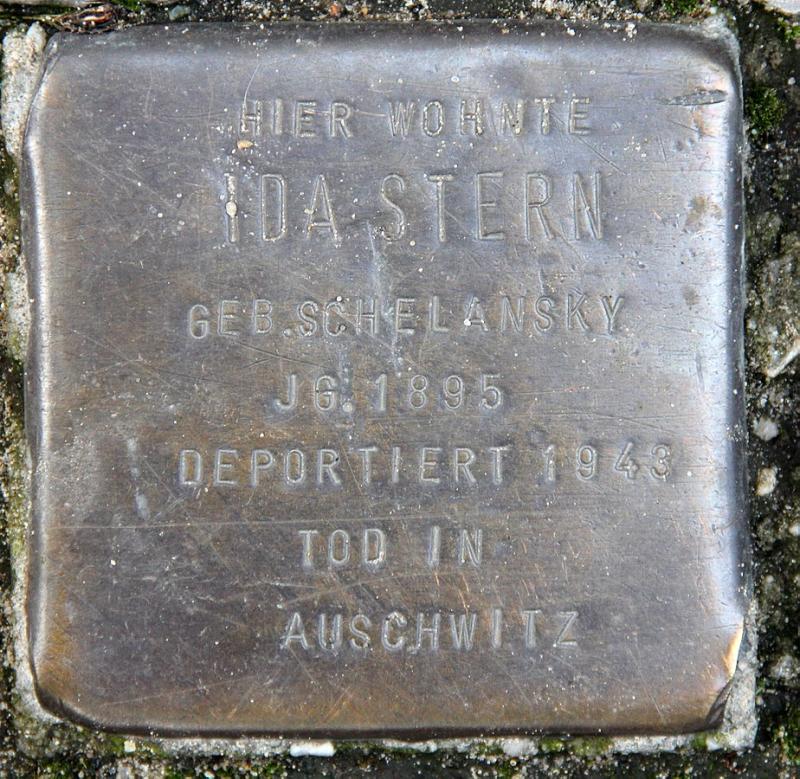 HIER WOHNTE
IDA STERN
GEB. SCHELANSKY
JG. 1895
DEPORTIERT 1943
TOD IN
AUSCHWITZ